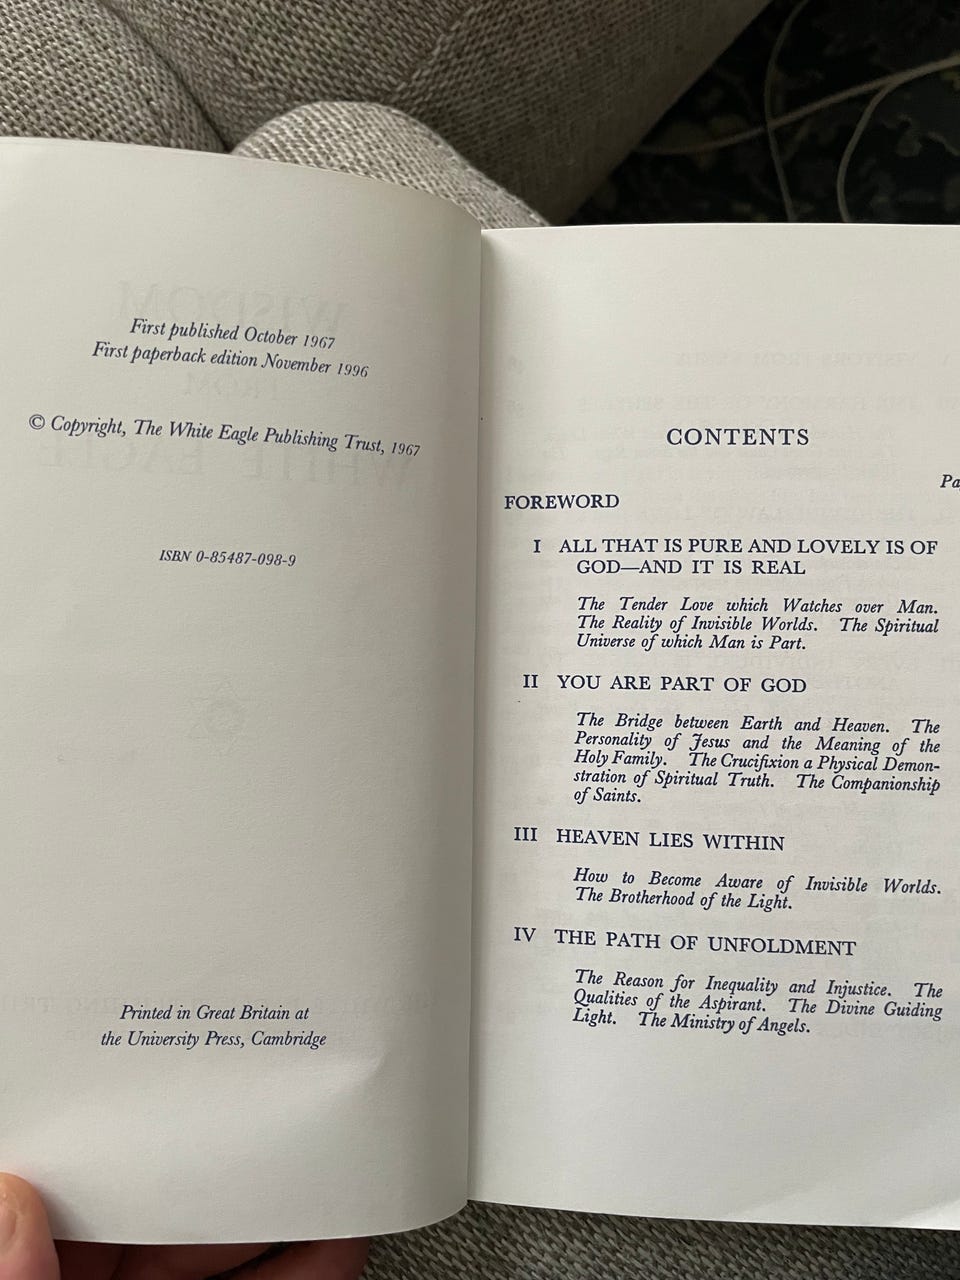 First published October 1967
First paperback edition November 1996
© Copyright, The White Eagle Publishing Trust, 1967
ISBN 0-85487-098-9
Printed in Great Britain at
the University Press, Cambridge
CONTENTS
FOREWORD
I ALL THAT IS PURE AND LOVELY IS OF
GOD—AND IT IS REAL
The Tender Love which Watches over Man.
The Reality of Invisible Worlds. The Spiritual
Universe of which Man is Part.
II YOU ARE PART OF GOD
The Bridge between Earth and Heaven. The
Personality of Jesus and the Meaning of the
Holy Family. The Crucifixion a Physical Demon-
stration of Spiritual Truth. The Companionship
of Saints.
III HEAVEN LIES WITHIN
How to Become Aware of Invisible Worlds.
The Brotherhood of the Light.
IV THE PATH OF UNFOLDMENT
The Reason for Inequality and Injustice. The
Qualities of the Aspirant. The Divine Guiding
Light. The Ministry of Angels.